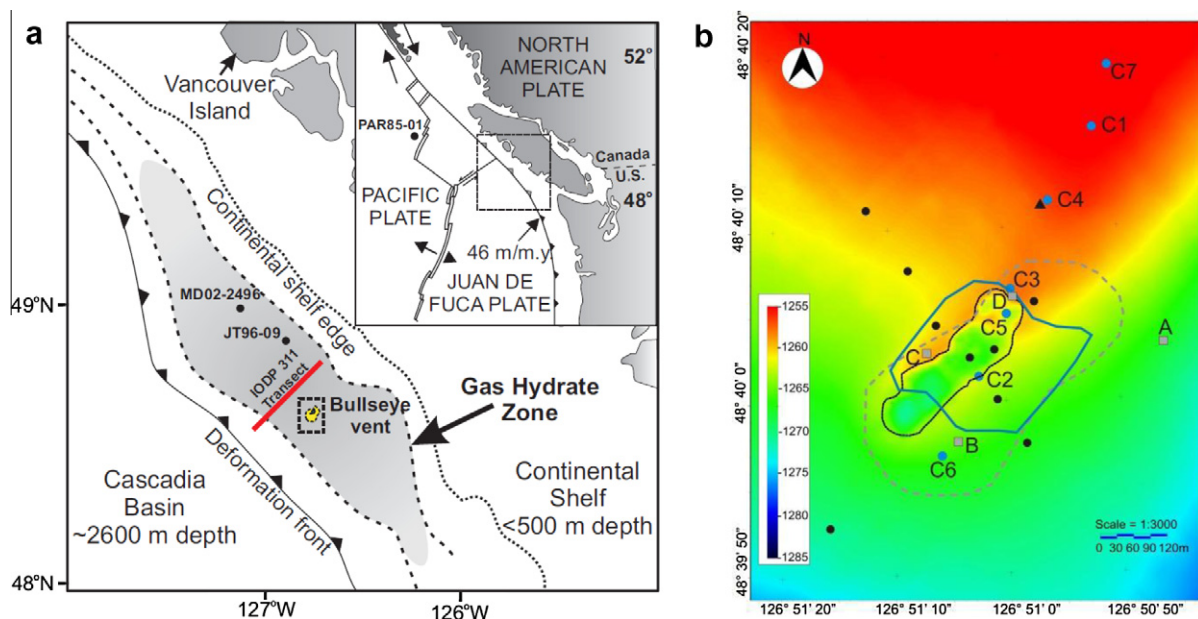 a
Vancouver
Island
PAR85-01
NORTH
AMERICAN
PLATE
52°
Canada
U.S.
48°
PACIFIC
PLATE
46 m/m.y.
JUAN DE
FUCA PLATE
Continental shelf edge
MD02-2496
JT96-09
IODP 311
Transect
Bullseye
vent
Gas Hydrate
Zone
Deformation front
Cascadia
Basin
~2600 m depth
Continental
Shelf
<500 m depth
49°N
48°N
127°W
126°W
b
N
C7
C1
C4
C3
D
C5
A
C
C2
B
C6
-1255
-1260
-1265
-1270
-1275
-1280
-1285
Scale = 1:3000
0 30 60 90 120m
48° 40' 20"
48° 40' 10"
48° 40' 0"
48° 39' 50"
126° 51' 20"
126° 51' 10"
126° 51' 0"
126° 50' 50"